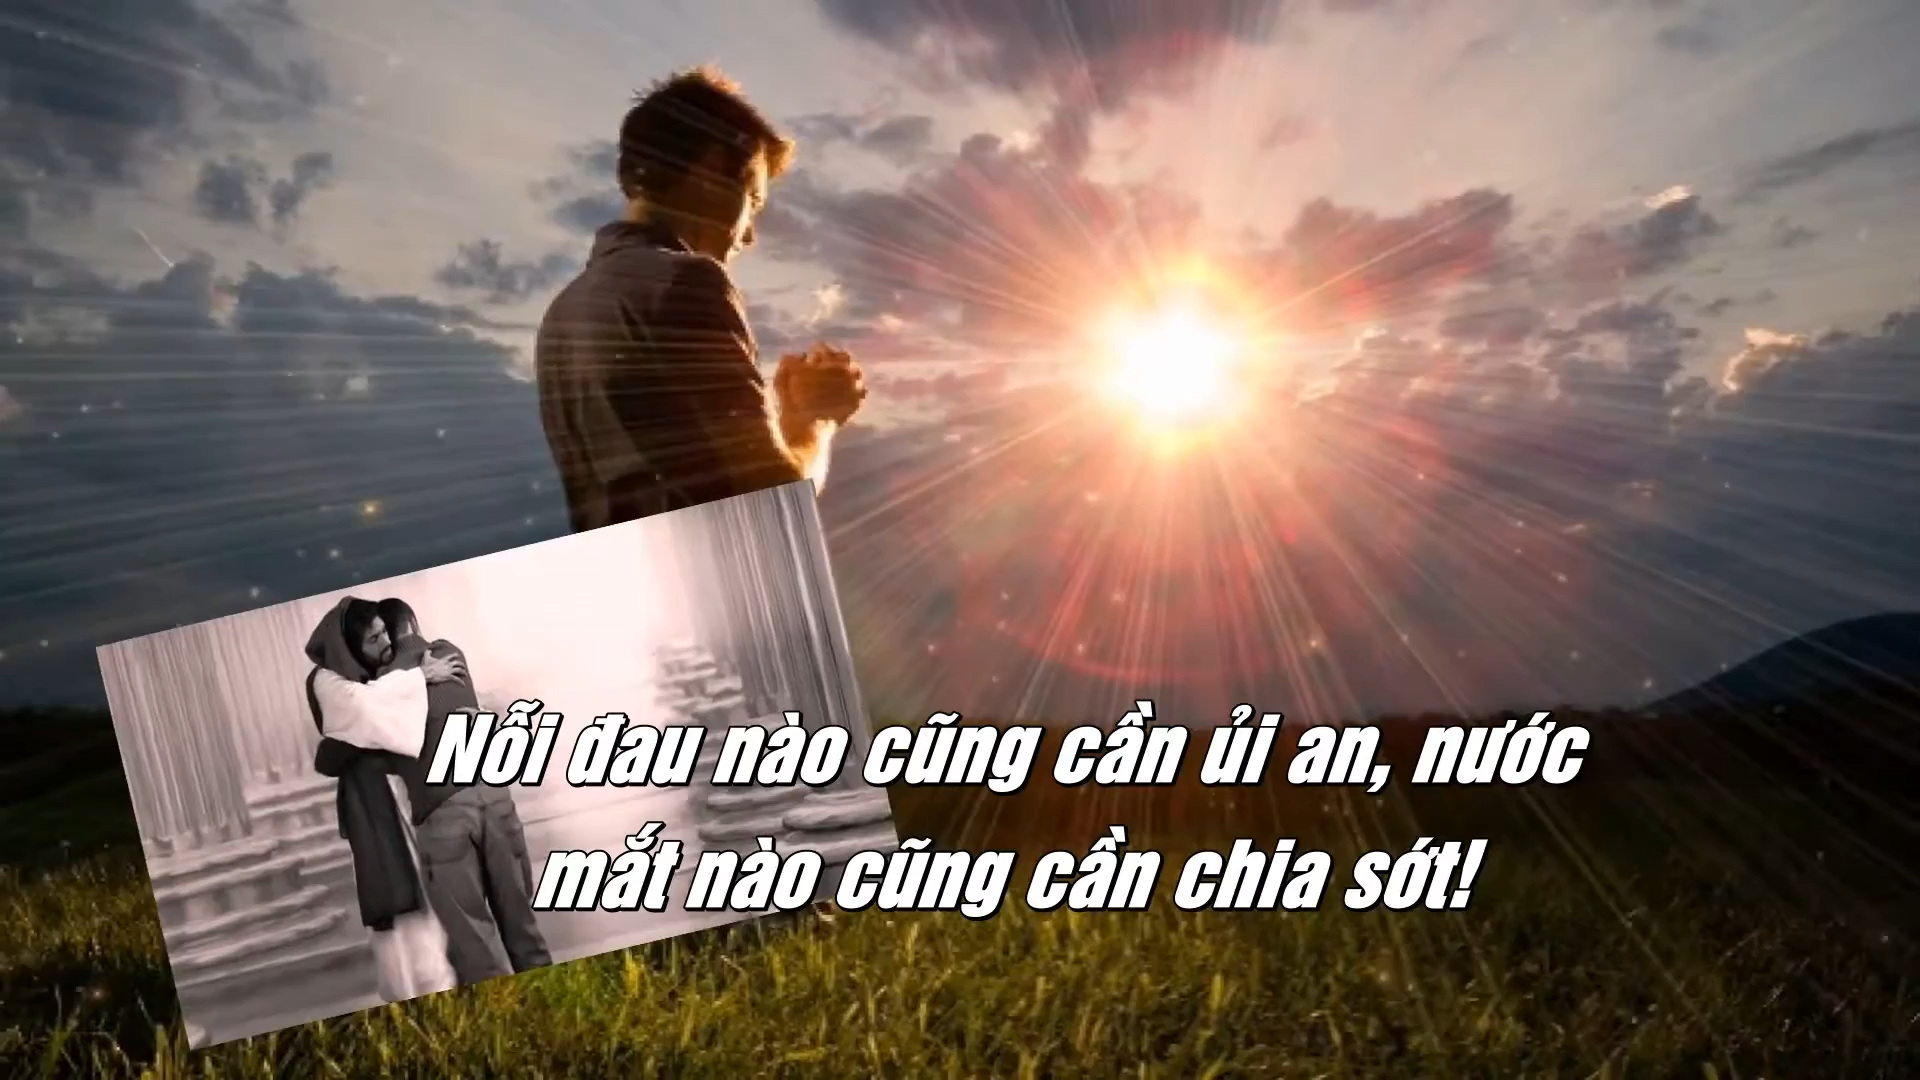 Nỗi đau nào cũng cần ủi an, nước
mắt nào cũng cần chia sớt!